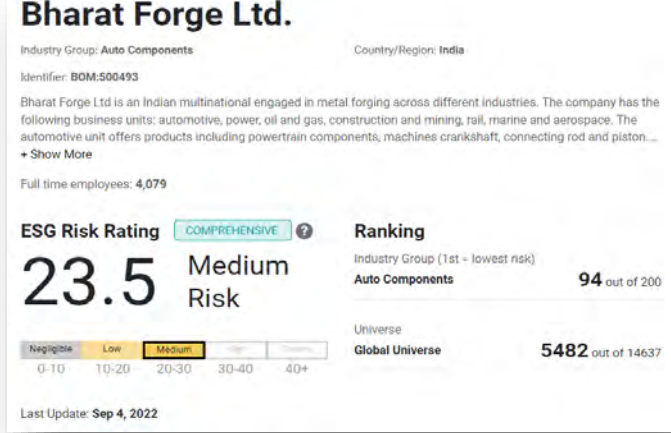 Bharat Forge Ltd.
Industry Group: Auto Components
Country/Region: India
Identifier: BOM:500493
Bharat Forge Ltd is an Indian multinational engaged in metal forging across different industries. The company has the
following business units: automotive, power, oil and gas, construction and mining, rail, marine and aerospace. The
automotive unit offers products including powertrain components, machines crankshaft, connecting rod and piston....
+ Show More
Full time employees: 4,079
ESG Risk Rating COMPREHENSIVE ?
23.5 Medium
Risk
Negligible Low Medium
0-10 10-20 20-30 30-40 40+
Last Update: Sep 4, 2022
Ranking
Industry Group (1st = lowest risk)
Auto Components 94 out of 200
Universe
Global Universe 5482 out of 14637